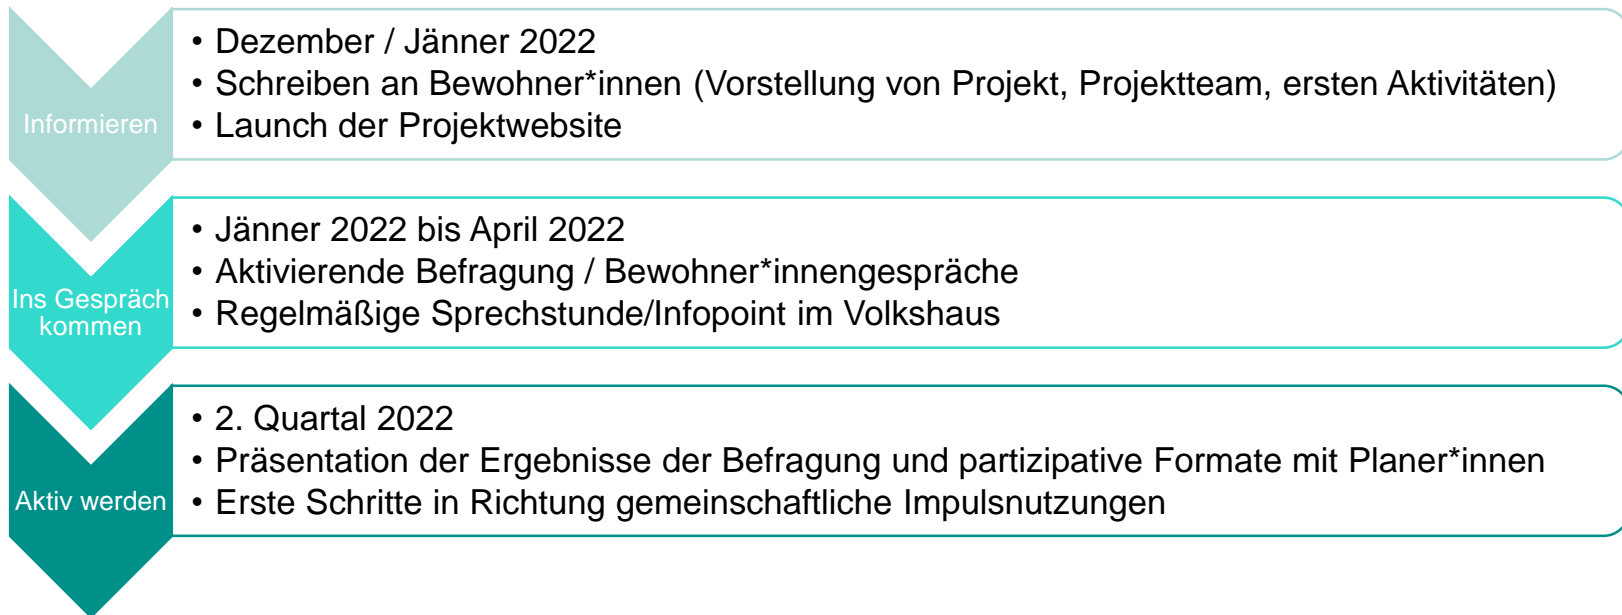 Informieren
• Dezember / Jänner 2022
• Schreiben an Bewohner*innen (Vorstellung von Projekt, Projektteam, ersten Aktivitäten)
• Launch der Projektwebsite
Ins Gespräch
kommen
• Jänner 2022 bis April 2022
• Aktivierende Befragung / Bewohner*innengespräche
• Regelmäßige Sprechstunde/Infopoint im Volkshaus
Aktiv werden
• 2. Quartal 2022
• Präsentation der Ergebnisse der Befragung und partizipative Formate mit Planer*innen
• Erste Schritte in Richtung gemeinschaftliche Impulsnutzungen